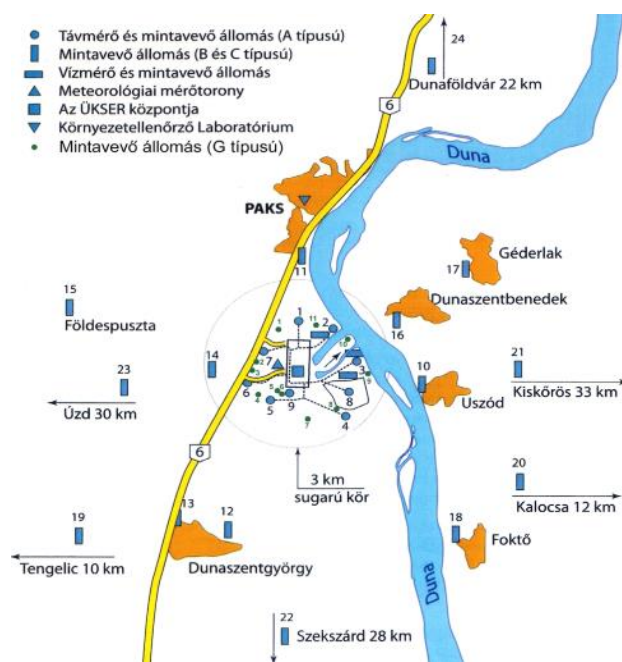 Távmérő és mintavevő állomás (A típusú)
Mintavevő állomás (B és C típusú)
Vízmérő és mintavevő állomás
Meteorológiai mérőtorony
Az ÜKSER központja
Környezetellenőrző Laboratórium
Mintavevő állomás (G típusú)
24
Dunaföldvár 22 km
6
Duna
PAKS
11
17
Géderlak
Dunaszentbenedek
16
15
Földespuszta
14
23
Úzd 30 km
1
2
3
4
5
6
7
8
9
10
Uszód
21
Kiskőrös 33 km
6
3 km
sugarú kör
20
Kalocsa 12 km
13
12
19
Tengelic 10 km
Dunaszentgyörgy
18
Foktő
Duna
22
Szekszárd 28 km